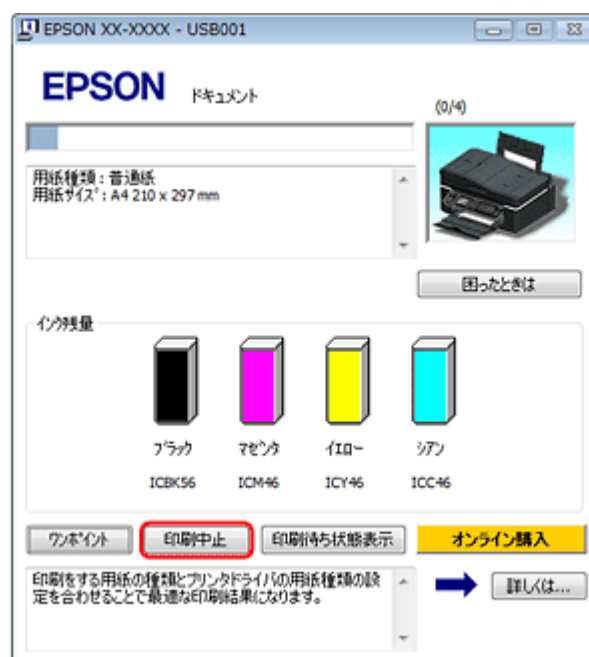 EPSON XX-XXXX - USB001
EPSON ドキュメント
(0/4)
用紙種類 : 普通紙
用紙サイズ : A4 210 x 297 mm
困ったときは
インク残量
ブラック マゼンタ イエロー シアン
ICBK56 ICM46 ICY46 ICC46
ワンポイント 印刷中止 印刷待ち状態表示 オンライン購入
印刷をする用紙の種類とプリンタドライバの用紙種類の設
定を合わせることで最適な印刷結果になります。
詳しくは...